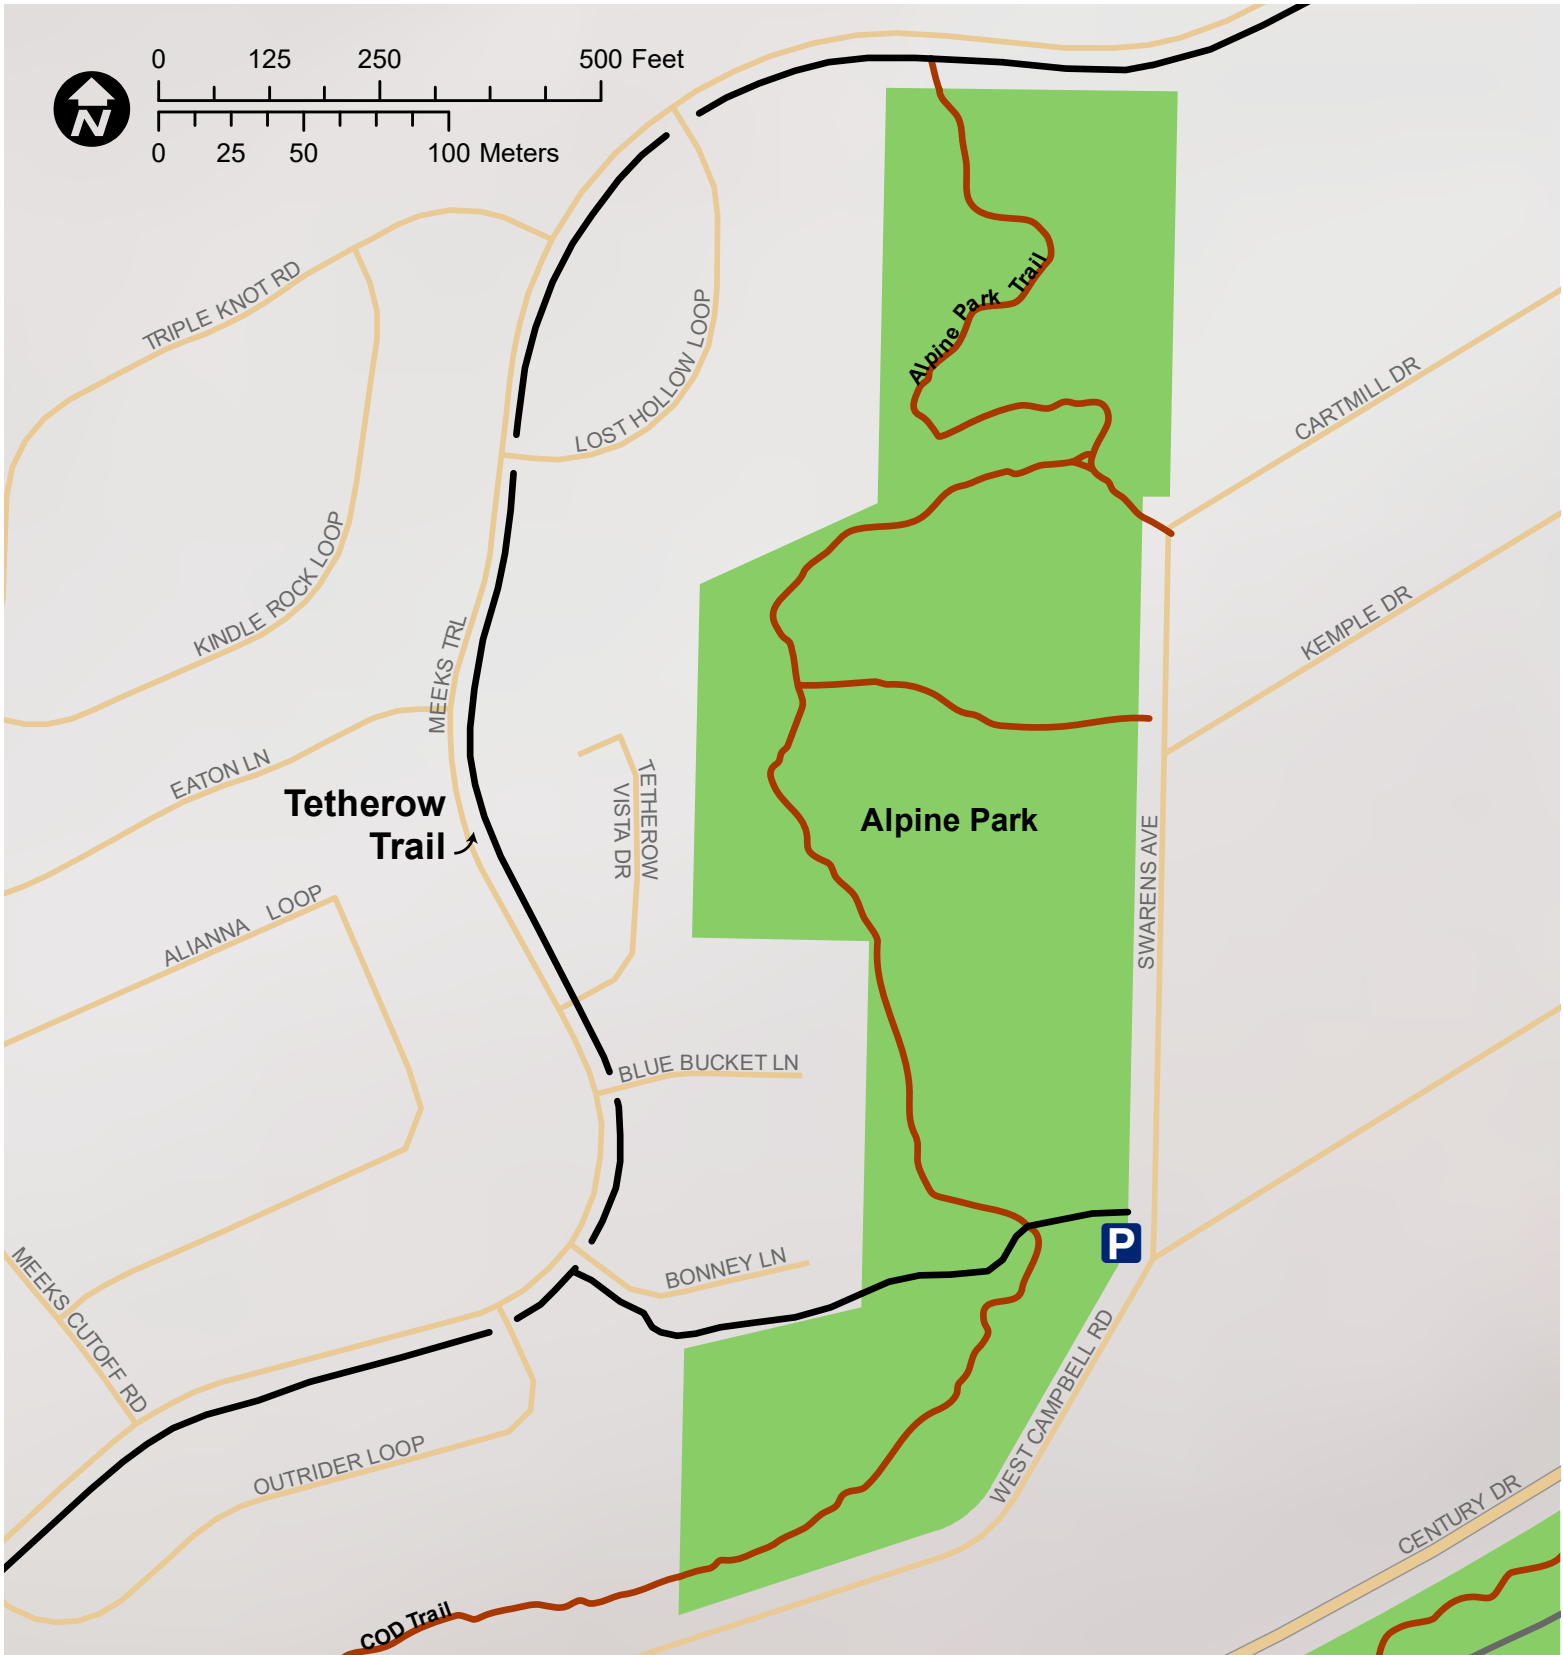 0 125 250 500 Feet
N
0 25 50 100 Meters
TRIPLE KNOT RD
LOST HOLLOW LOOP
Alpine Park Trail
CARTMILL DR
KINDLE ROCK LOOP
KEMPLE DR
MEEKS TRL
EATON LN
TETHEROW
VISTA DR
Tetherow
Trail
Alpine Park
SWARENS AVE
ALIANNA LOOP
BLUE BUCKET LN
P
BONNEY LN
MEEKS CUTOFF RD
WEST CAMPBELL RD
OUTRIDER LOOP
CENTURY DR
COD Trail